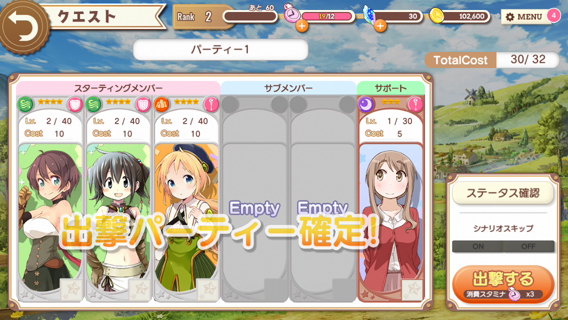 クエスト
Rank 2
あと 60
19/12
30
102,600
MENU 4
パーティー1
TotalCost 30/32
スターティングメンバー
サブメンバー
サポート
Lv. 2 / 40
Cost 10
Lv. 2 / 40
Cost 10
Lv. 2 / 40
Cost 10
Lv. 1 / 30
Cost 5
Empty
Empty
出撃パーティー確定!
ステータス確認
シナリオスキップ
ON OFF
出撃する
消費スタミナ x3